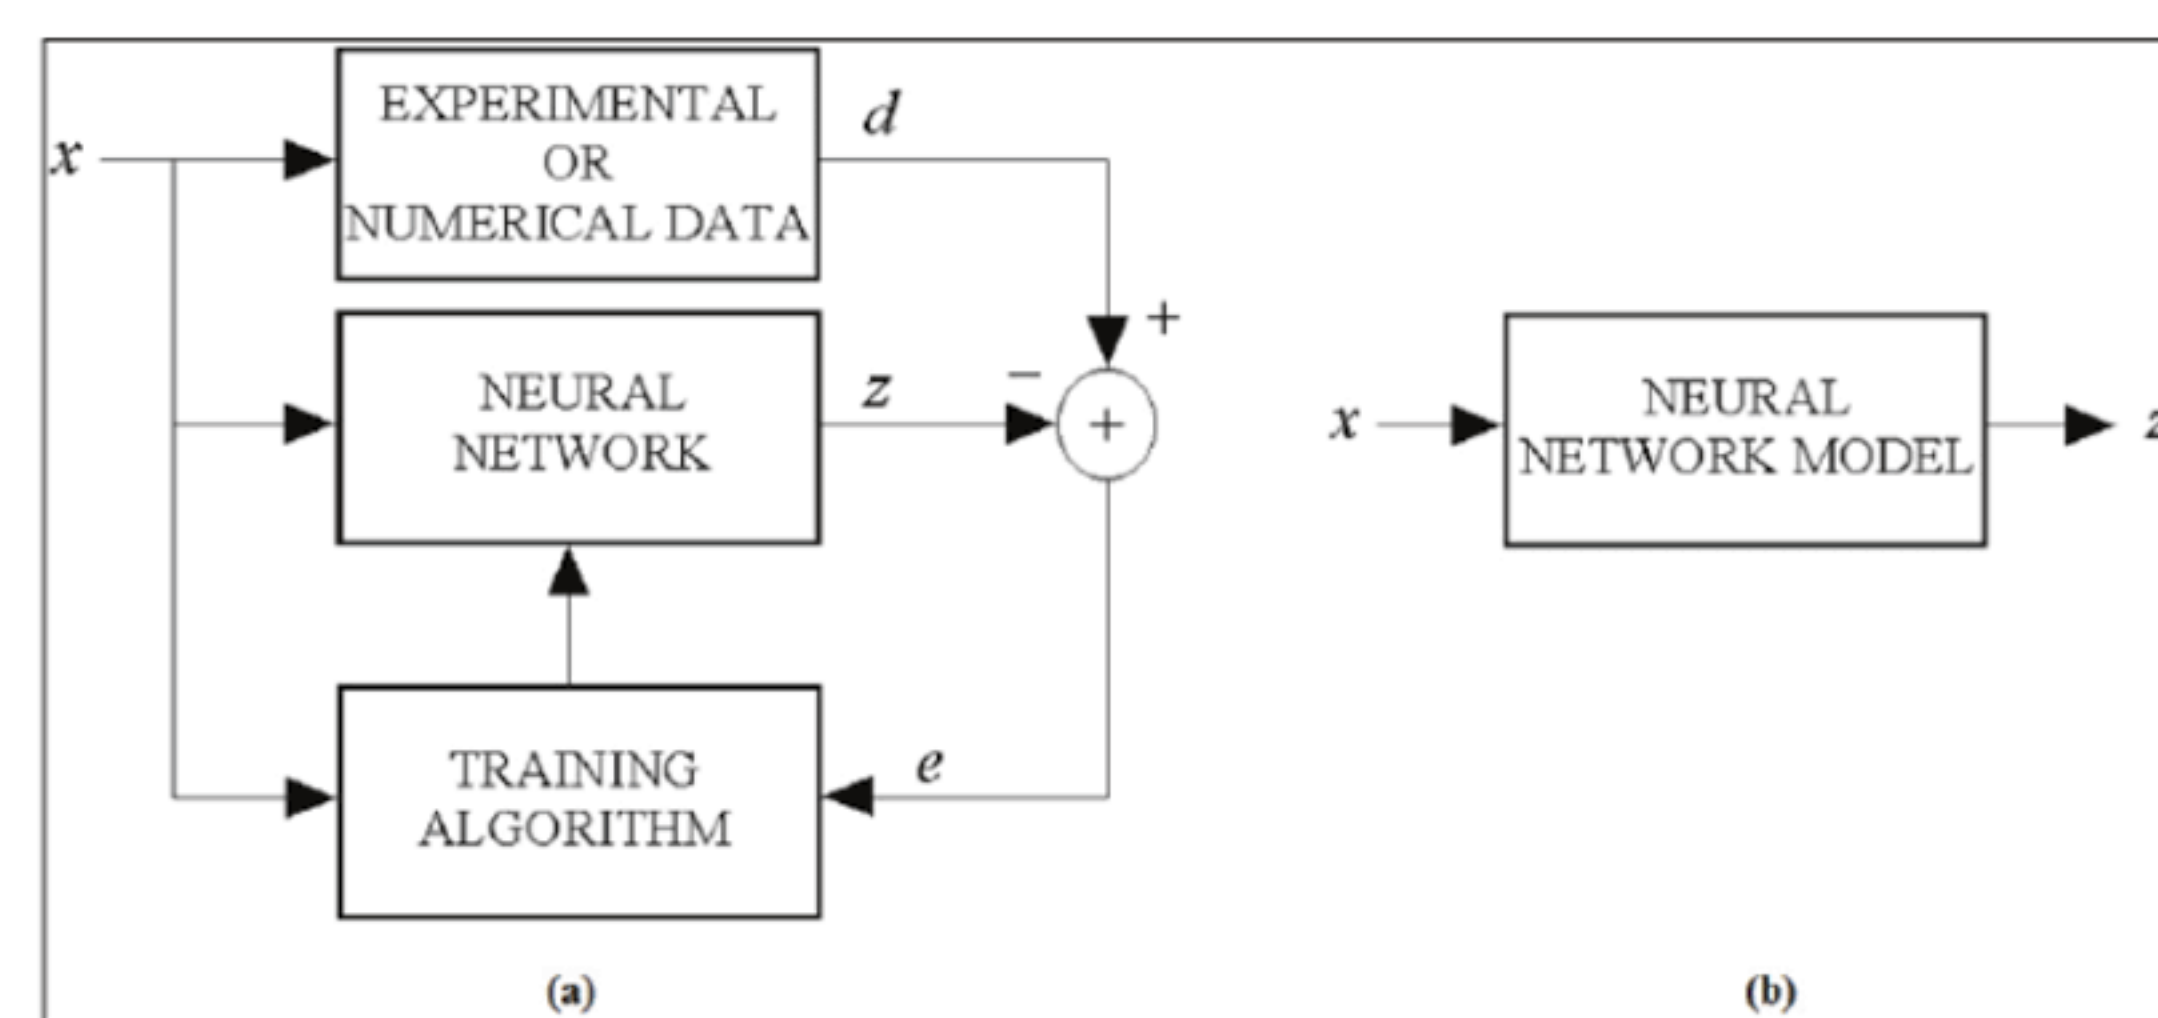 EXPERIMENTAL
OR
NUMERICAL DATA
x
d
+
NEURAL
NETWORK
z
−
+
x
NEURAL
NETWORK MODEL
z
TRAINING
ALGORITHM
e
(a)
(b)